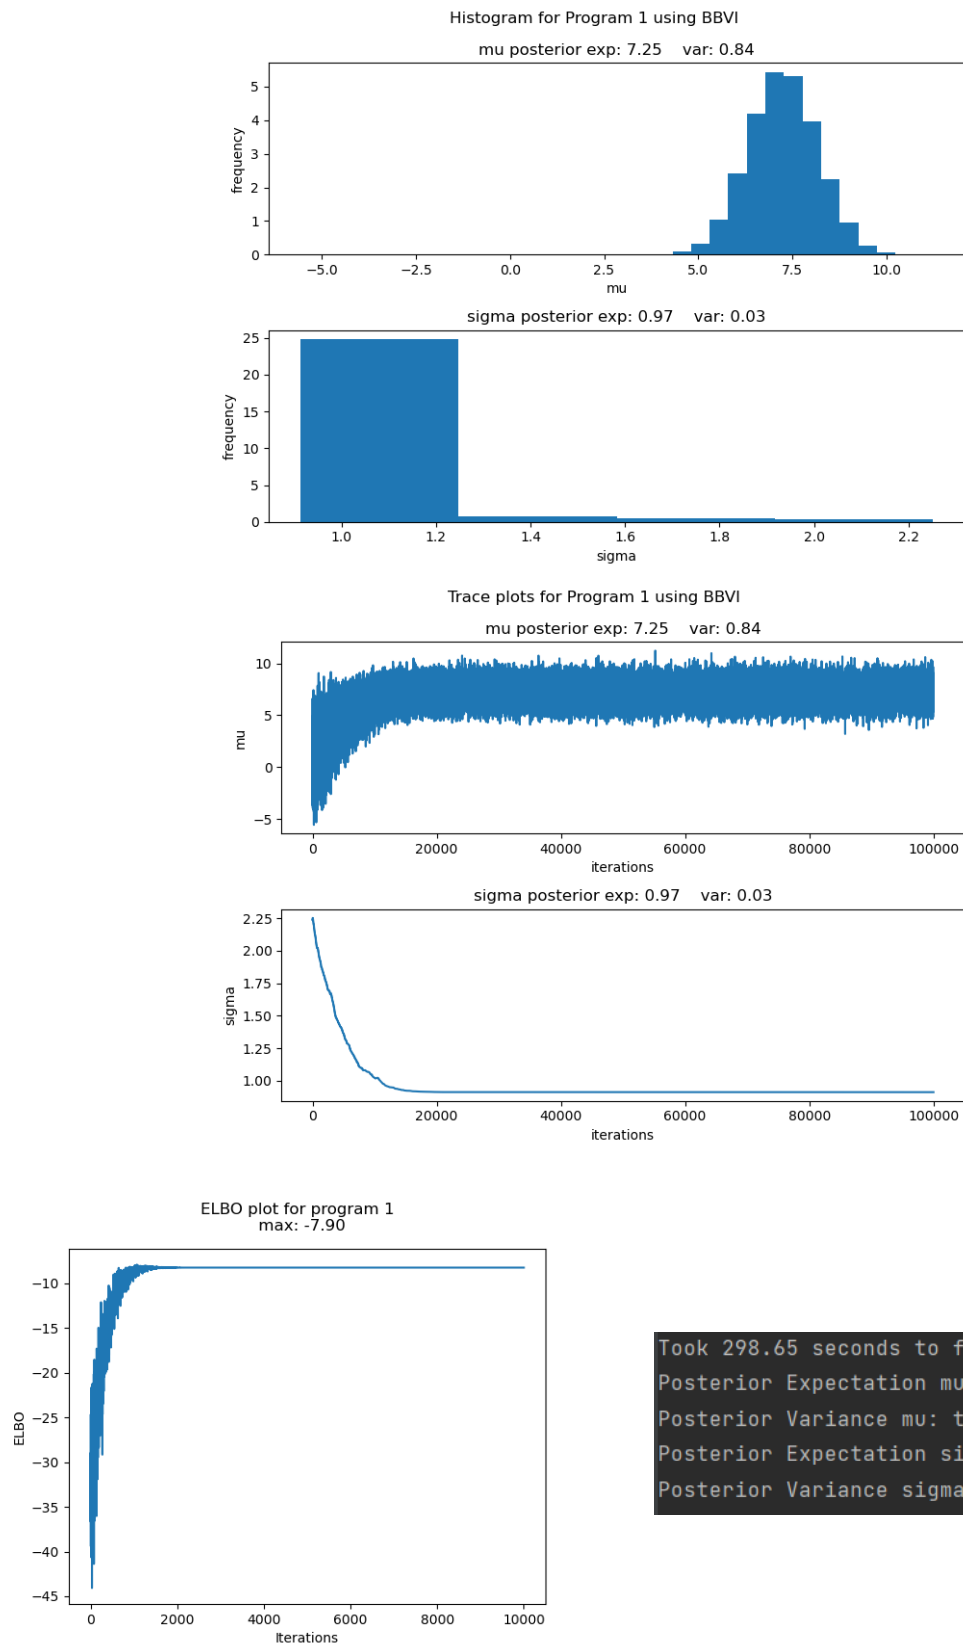 Histogram for Program 1 using BBVI
mu posterior exp: 7.25    var: 0.84
frequency
5
4
3
2
1
0
−5.0 −2.5 0.0 2.5 5.0 7.5 10.0
mu
sigma posterior exp: 0.97    var: 0.03
frequency
25
20
15
10
5
0
1.0 1.2 1.4 1.6 1.8 2.0 2.2
sigma
Trace plots for Program 1 using BBVI
mu posterior exp: 7.25    var: 0.84
mu
10
5
0
−5
0 20000 40000 60000 80000 100000
iterations
sigma posterior exp: 0.97    var: 0.03
sigma
2.25
2.00
1.75
1.50
1.25
1.00
0 20000 40000 60000 80000 100000
iterations
ELBO plot for program 1
max: -7.90
ELBO
−10
−15
−20
−25
−30
−35
−40
−45
0 2000 4000 6000 8000 10000
Iterations
Took 298.65 seconds to f
Posterior Expectation mu
Posterior Variance mu: t
Posterior Expectation si
Posterior Variance sigma